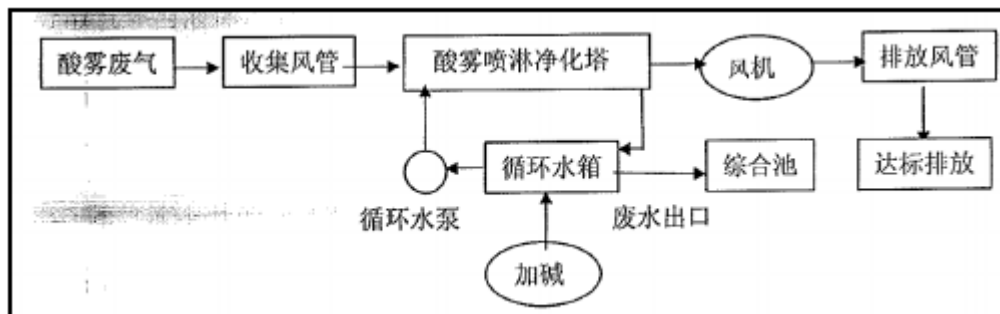 酸雾废气
收集风管
酸雾喷淋净化塔
风机
排放风管
循环水箱
综合池
达标排放
循环水泵
废水出口
加碱